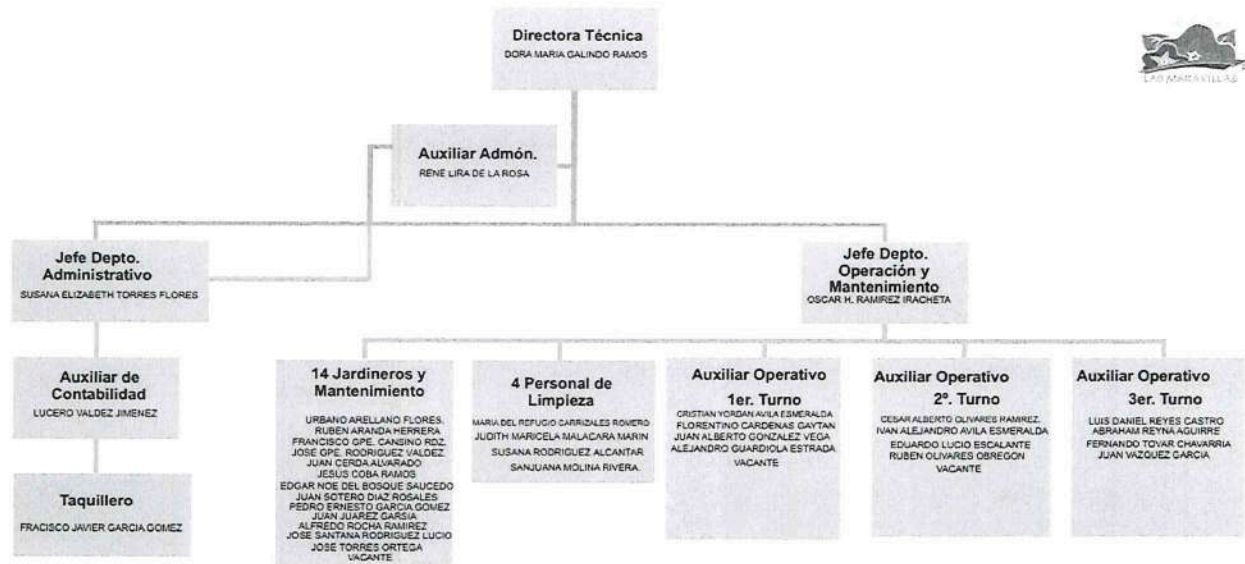 Directora Técnica
DORA MARIA GALINDO RAMOS
LAS MARAVILLAS
Auxiliar Admón.
RENE LIRA DE LA ROSA
Jefe Depto.
Administrativo
SUSANA ELIZABETH TORRES FLORES
Jefe Depto.
Operación y
Mantenimiento
OSCAR H. RAMIREZ IRACHETA
Auxiliar de
Contabilidad
LUCERO VALDEZ JIMENEZ
Taquillero
FRACISCO JAVIER GARCIA GOMEZ
14 Jardineros y
Mantenimiento
URBANO ARELLANO FLORES.
RUBÉN ARANDA HERRERA
FRANCISCO GPE. CANSINO RDZ.
JOSÉ GPE. RODRIGUEZ VALDEZ.
JUAN CERDA ALVARADO
JESÚS COBA RAMOS
EDGAR NOE DEL BOSQUE SAUCEDO
JUAN SOTERO DIAZ ROSALES
PEDRO ERNESTO GARCIA GOMEZ
JUAN JUAREZ GARSIA
ALFREDO ROCHA RAMIREZ
JOSE SANTANA RODRIGUEZ LUCIO
JOSE TORRES ORTEGA
VACANTE
4 Personal de
Limpieza
MARIA DEL REFUGIO CARRIZALES ROMERO
JUDITH MARICELA MALACARA MARIN
SUSANA RODRIGUEZ ALCANTAR
SANJUANA MOLINA RIVERA.
Auxiliar Operativo
1er. Turno
CRISTIAN YORDAN AVILA ESMERALDA
FLORENTINO CARDENAS GAYTAN
JUAN ALBERTO GONZALEZ VEGA
ALEJANDRO GUARDIOLA ESTRADA
VACANTE
Auxiliar Operativo
2º. Turno
CESAR ALBERTO OLIVARES RAMIREZ.
IVAN ALEJANDRO AVILA ESMERALDA
EDUARDO LUCIO ESCALANTE
RUBEN OLIVARES OBREGON
VACANTE
Auxiliar Operativo
3er. Turno
LUIS DANIEL REYES CASTRO
ABRAHAM REYNA AGUIRRE
FERNANDO TOVAR CHAVARRIA
JUAN VAZQUEZ GARCIA